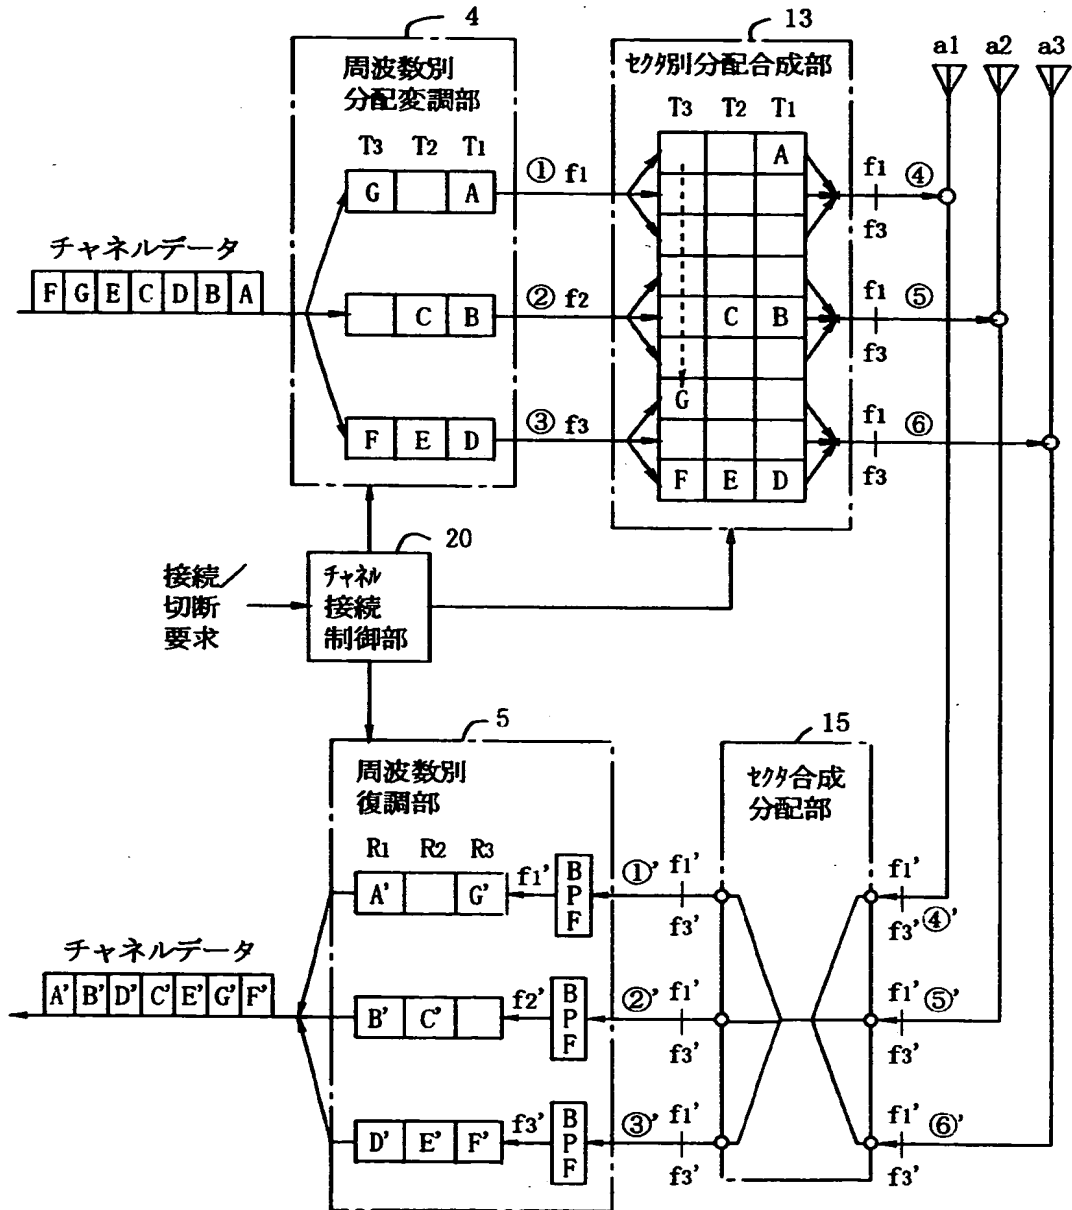 4
13
周波数別
分配変調部
セクタ別分配合成部
a1 a2 a3
T3 T2 T1
T3 T2 T1
G A
① f1
A
f1 ④
f3
チャネルデータ
F G E C D B A
C B
② f2
C B
f1 ⑤
f3
G
F E D
③ f3
F E D
f1 ⑥
f3
20
接続/
切断
要求
チャネル
接続
制御部
5
15
周波数別
復調部
セクタ合成
分配部
R1 R2 R3
A' G'
f1'
BPF
①' f1'
f3'
f1'
f3' ④'
チャネルデータ
A' B' D' C' E' G' F'
B' C'
f2'
BPF
②' f1'
f3'
f1' ⑤'
f3'
D' E' F'
f3'
BPF
③' f1'
f3'
f1' ⑥'
f3'